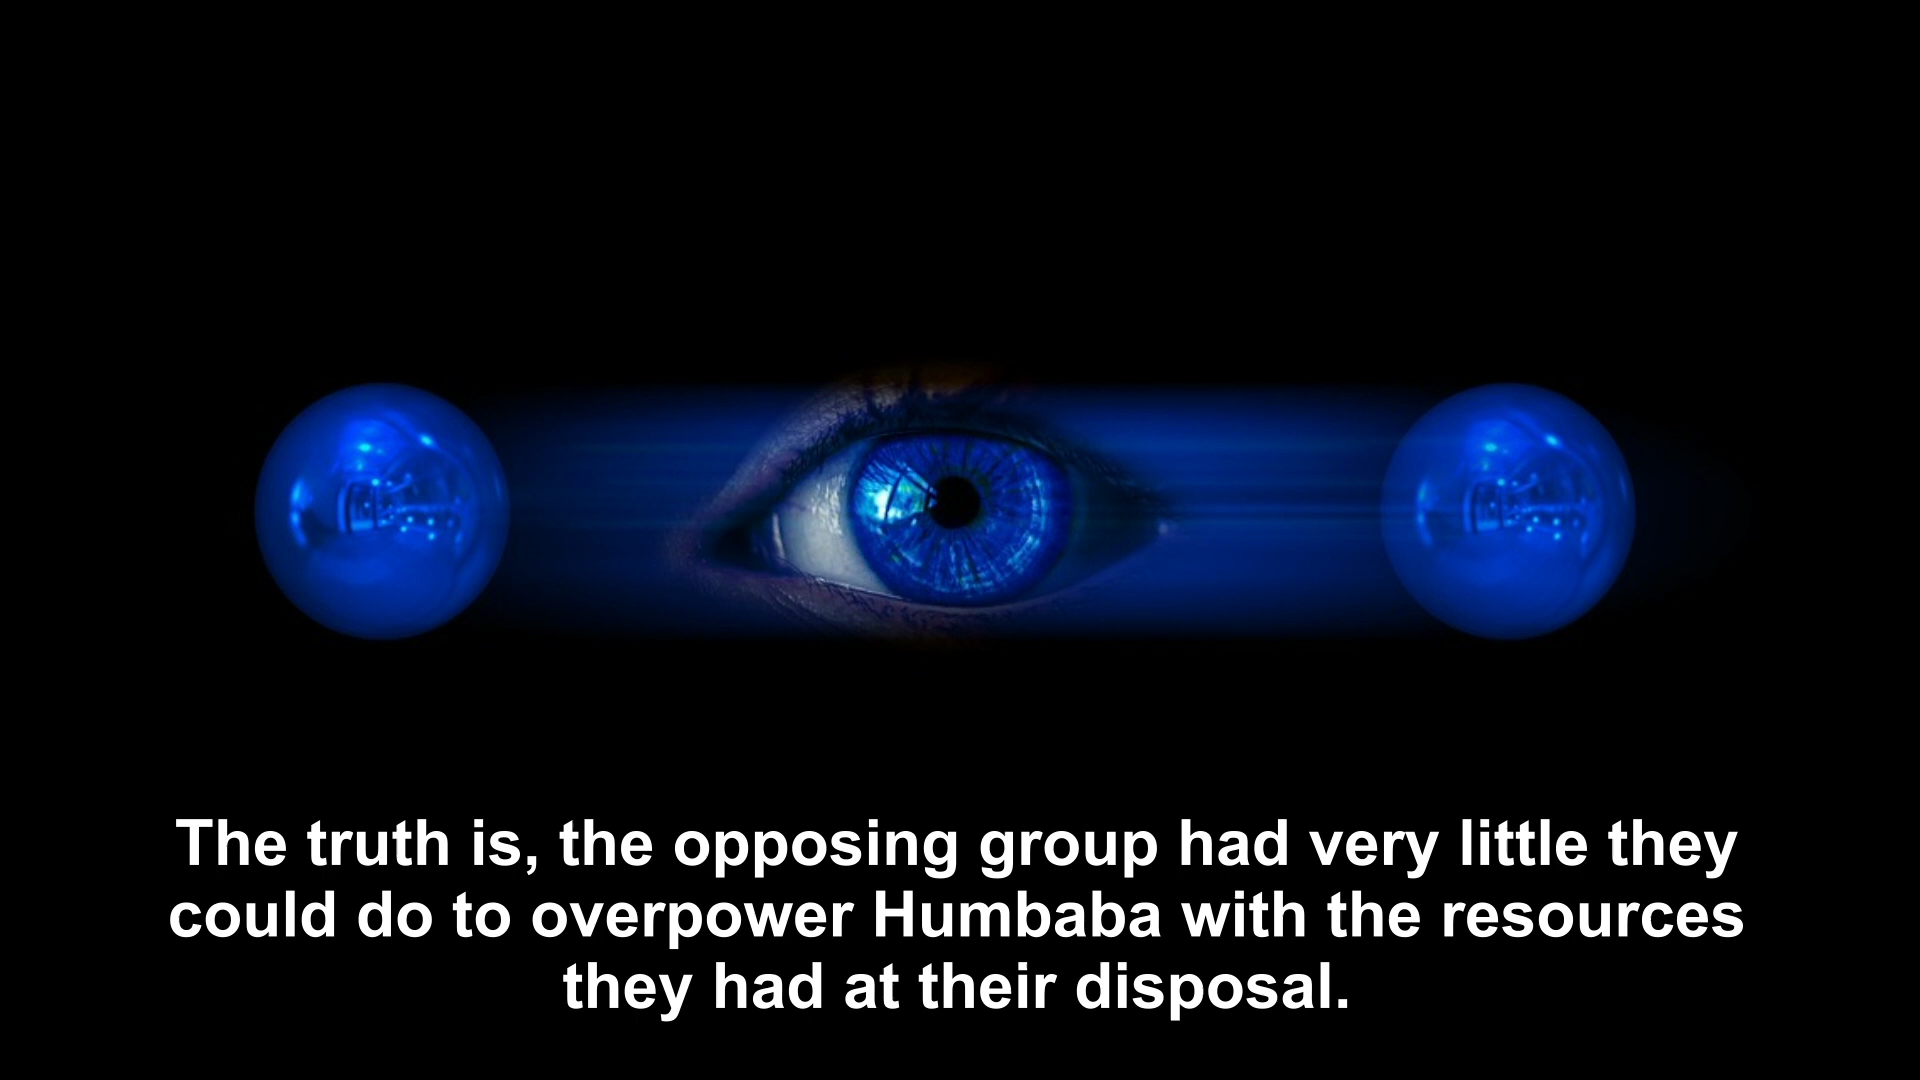 The truth is, the opposing group had very little they
could do to overpower Humbaba with the resources
they had at their disposal.